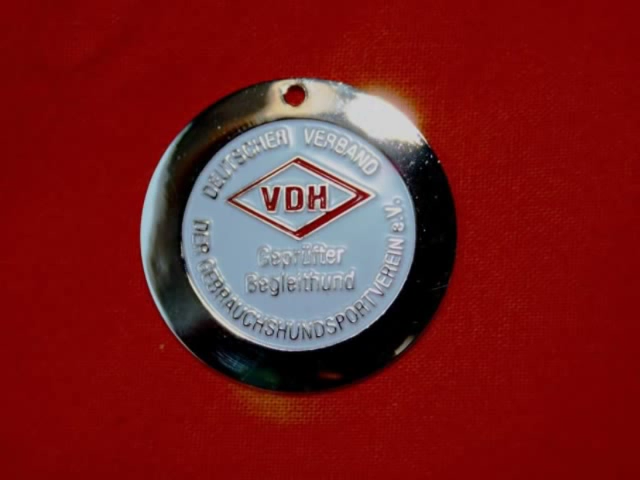 DEUTSCHER VERBAND
VDH
Geprüfter
Begleithund
DER GEBRAUCHSHUNDSPORTVEREIN e.V.